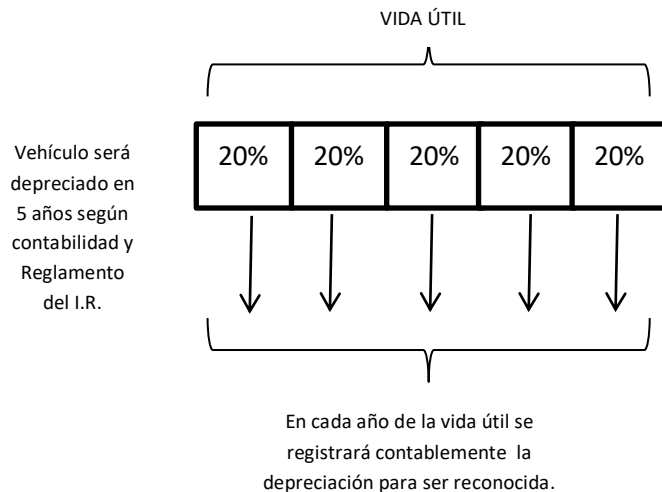 VIDA ÚTIL
Vehículo será
depreciado en
5 años según
contabilidad y
Reglamento
del I.R.
20% 20% 20% 20% 20%
En cada año de la vida útil se
registrará contablemente la
depreciación para ser reconocida.